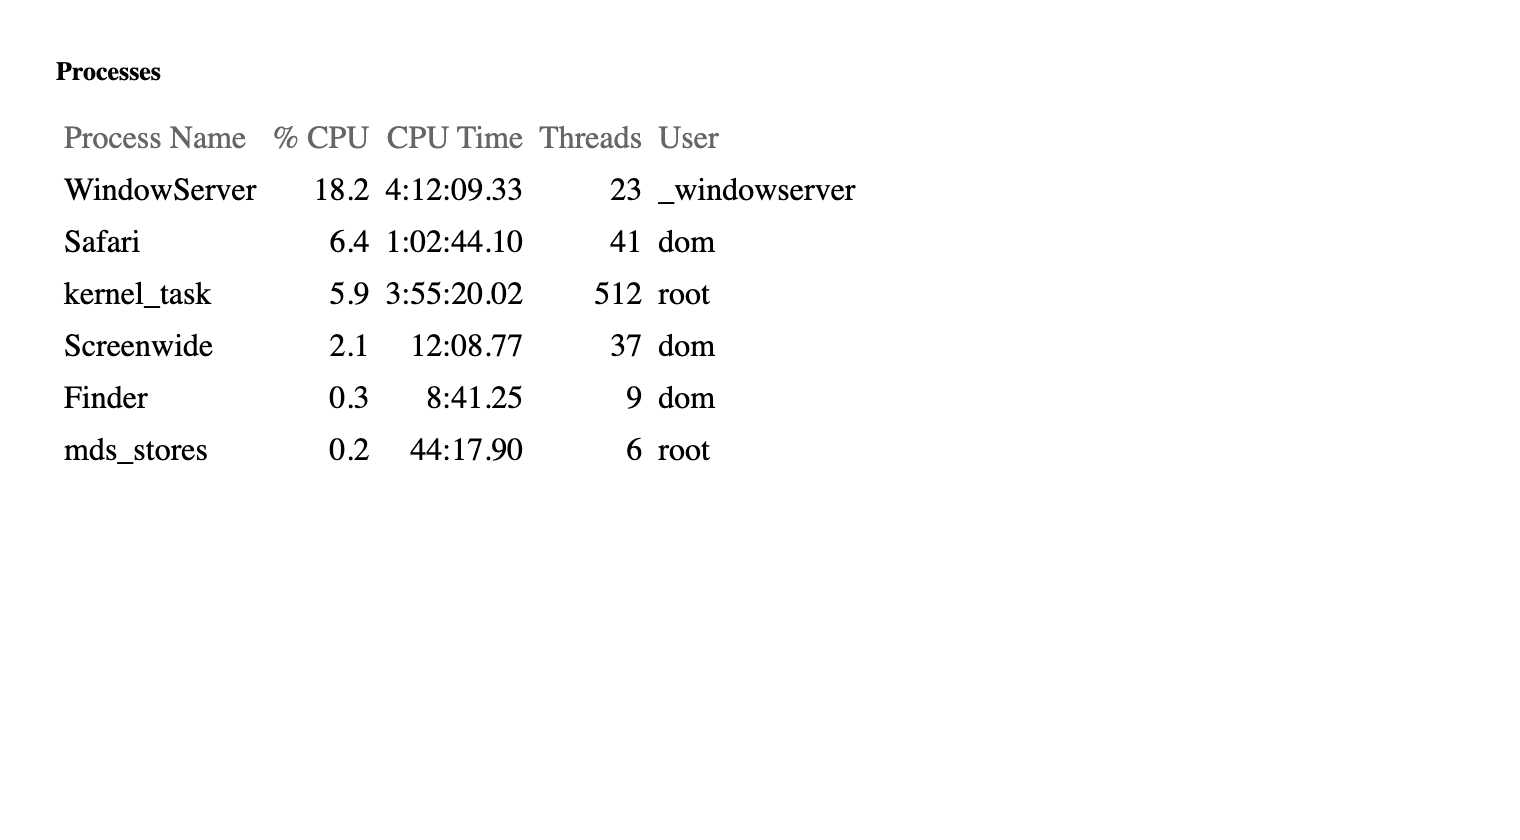 Processes
Process Name % CPU CPU Time Threads User
WindowServer 18.2 4:12:09.33 23 _windowserver
Safari 6.4 1:02:44.10 41 dom
kernel_task 5.9 3:55:20.02 512 root
Screenwide 2.1 12:08.77 37 dom
Finder 0.3 8:41.25 9 dom
mds_stores 0.2 44:17.90 6 root